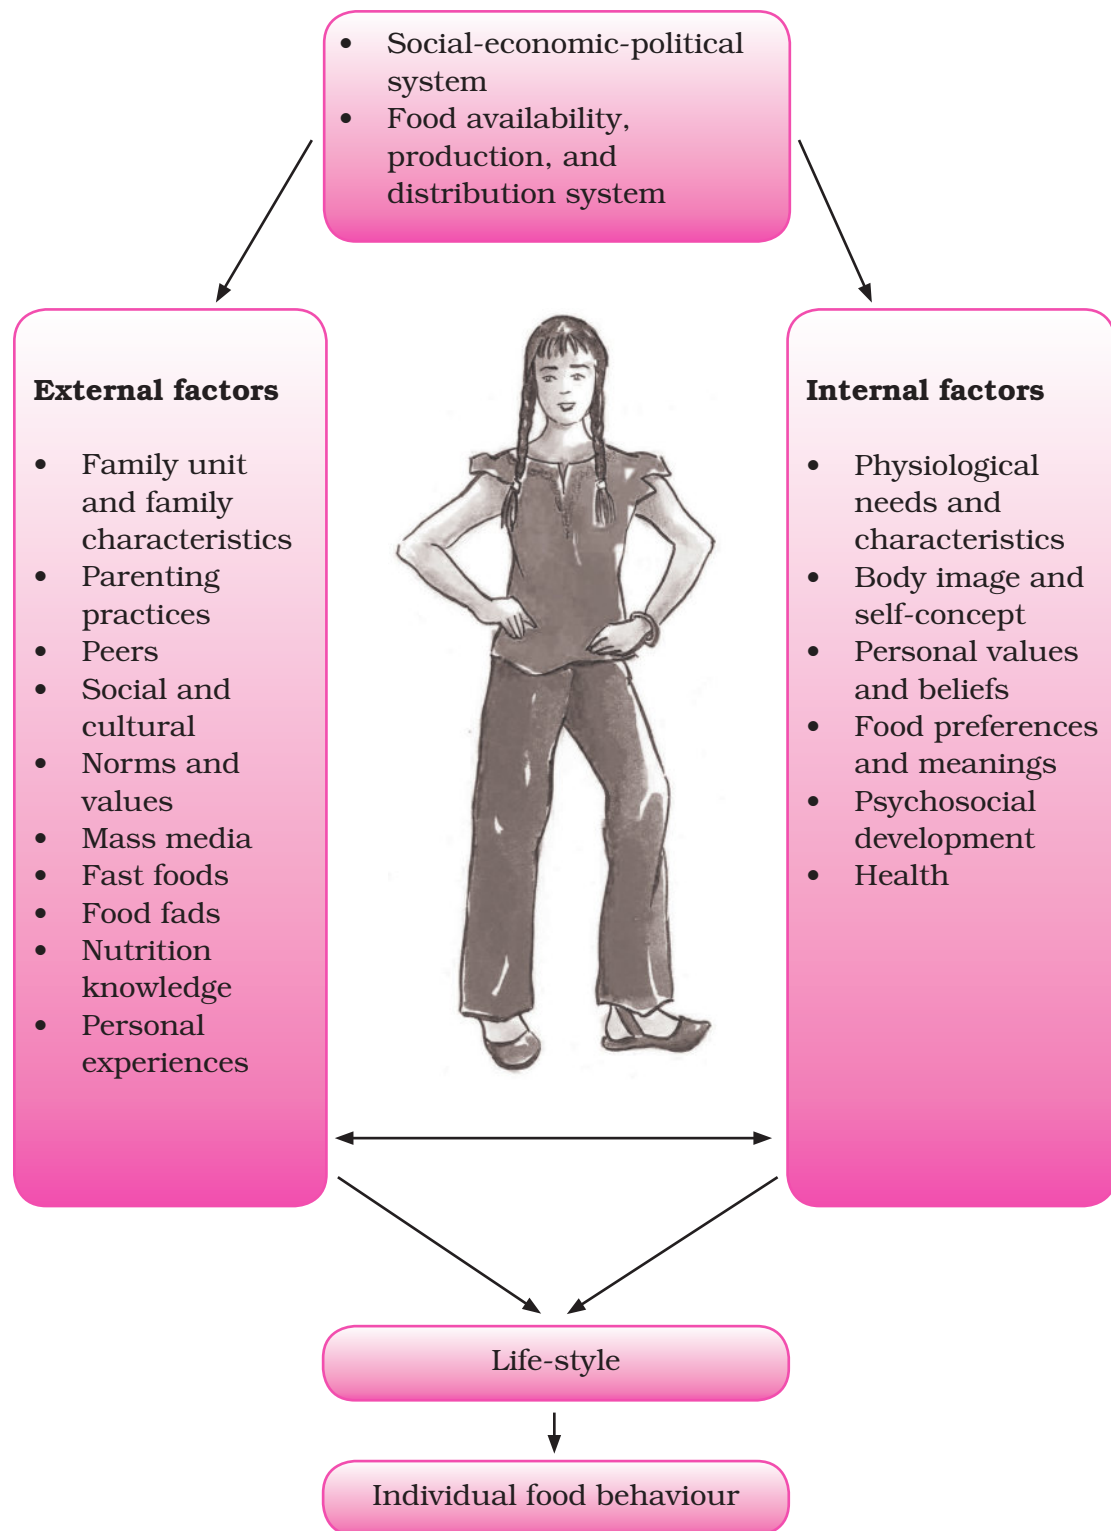 • Social-economic-political
system
• Food availability,
production, and
distribution system
External factors
• Family unit
and family
characteristics
• Parenting
practices
• Peers
• Social and
cultural
• Norms and
values
• Mass media
• Fast foods
• Food fads
• Nutrition
knowledge
• Personal
experiences
Internal factors
• Physiological
needs and
characteristics
• Body image and
self-concept
• Personal values
and beliefs
• Food preferences
and meanings
• Psychosocial
development
• Health
Life-style
Individual food behaviour